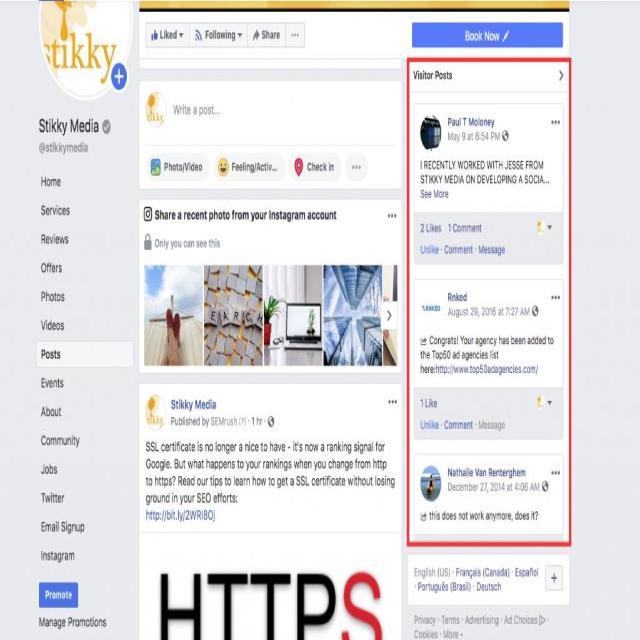 stikky
Stikky Media
@stikkymedia
Home
Services
Reviews
Offers
Photos
Videos
Posts
Events
About
Community
Jobs
Twitter
Email Signup
Instagram
Promote
Manage Promotions
Liked
Following
Share
Write a post...
Photo/Video
Feeling/Activ...
Check in
Share a recent photo from your Instagram account
Only you can see this
SEARCH
Stikky Media
Published by SEMrush [?] · 1 hr ·
SSL certificate is no longer a nice to have - it's now a ranking signal for
Google. But what happens to your rankings when you change from http
to https? Read our tips to learn how to get a SSL certificate without losing
ground in your SEO efforts:
http://bit.ly/2WRIBQj
HTTPS
Book Now
Visitor Posts
Paul T Moloney
May 9 at 6:54 PM
I RECENTLY WORKED WITH JESSE FROM
STIKKY MEDIA ON DEVELOPING A SOCIA...
See More
2 Likes 1 Comment
Unlike · Comment · Message
Rnked
August 29, 2016 at 7:27 AM
Congrats! Your agency has been added to
the Top50 ad agencies list
here:http://www.top50adagencies.com/
1 Like
Unlike · Comment · Message
Nathalie Van Renterghem
December 27, 2014 at 4:06 AM
this does not work anymore, does it?
English (US) · Français (Canada) · Español
· Português (Brasil) · Deutsch
Privacy · Terms · Advertising · Ad Choices
Cookies · More